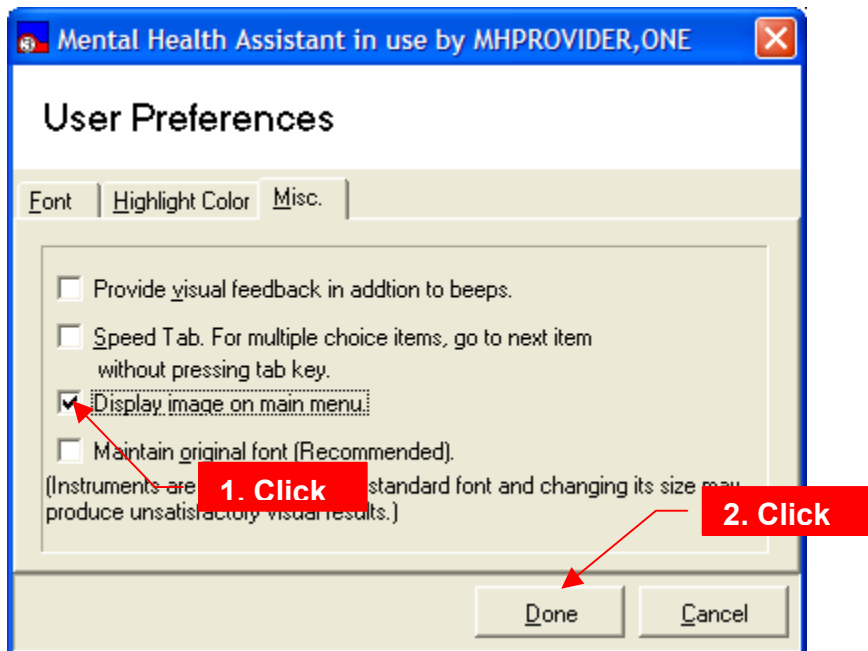 Mental Health Assistant in use by MHPROVIDER,ONE
User Preferences
Font Highlight Color Misc.
Provide visual feedback in addtion to beeps.
Speed Tab. For multiple choice items, go to next item
without pressing tab key.
Display image on main menu.
Maintain original font (Recommended).
(Instruments are 1. Click standard font and changing its size may
produce unsatisfactory visual results.)
2. Click
Done Cancel